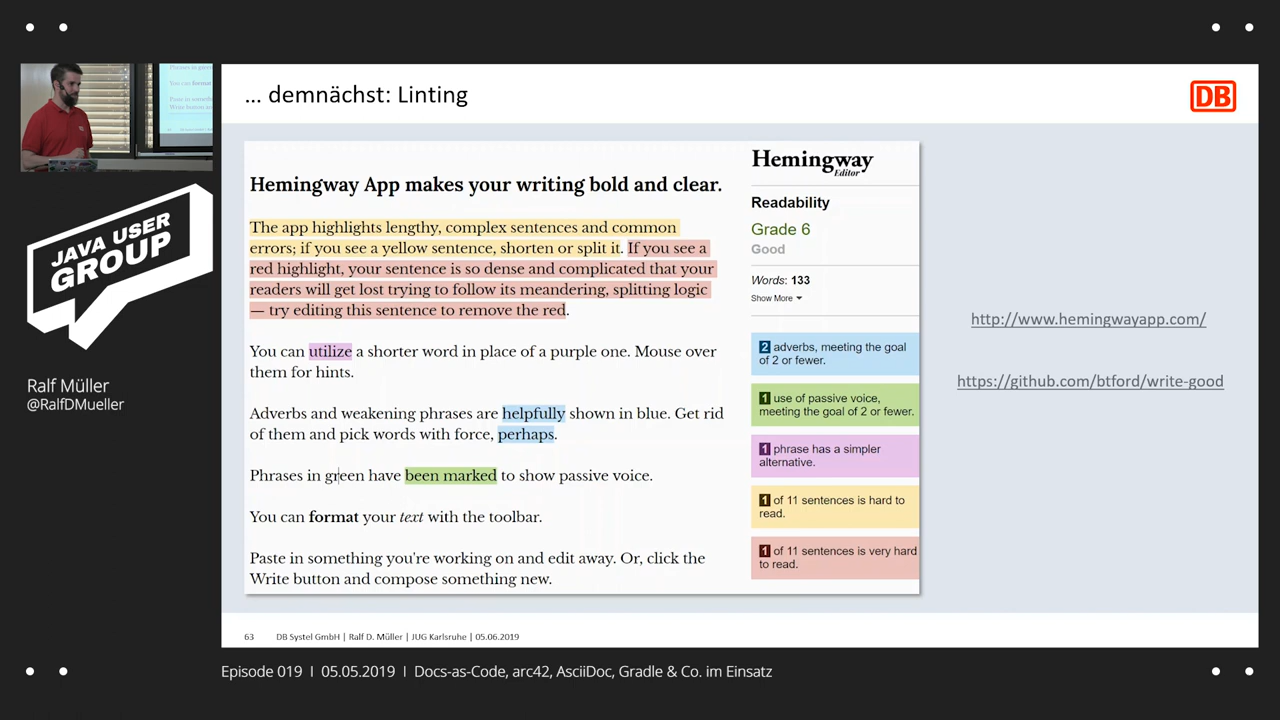 ... demnächst: Linting
DB
Hemingway App makes your writing bold and clear.
The app highlights lengthy, complex sentences and common
errors; if you see a yellow sentence, shorten or split it. If you see a
red highlight, your sentence is so dense and complicated that your
readers will get lost trying to follow its meandering, splitting logic
— try editing this sentence to remove the red.
You can utilize a shorter word in place of a purple one. Mouse over
them for hints.
Adverbs and weakening phrases are helpfully shown in blue. Get rid
of them and pick words with force, perhaps.
Phrases in green have been marked to show passive voice.
You can format your text with the toolbar.
Paste in something you're working on and edit away. Or, click the
Write button and compose something new.
Hemingway
Editor
Readability
Grade 6
Good
Words: 133
Show More
2 adverbs, meeting the goal
of 2 or fewer.
1 use of passive voice,
meeting the goal of 2 or fewer.
1 phrase has a simpler
alternative.
1 of 11 sentences is hard to
read.
1 of 11 sentences is very hard
to read.
http://www.hemingwayapp.com/
https://github.com/btford/write-good
JAVA USER
GROUP
Ralf Müller
@RalfDMueller
63 DB Systel GmbH | Ralf D. Müller | JUG Karlsruhe | 05.06.2019
Episode 019 I 05.05.2019 I Docs-as-Code, arc42, AsciiDoc, Gradle & Co. im Einsatz